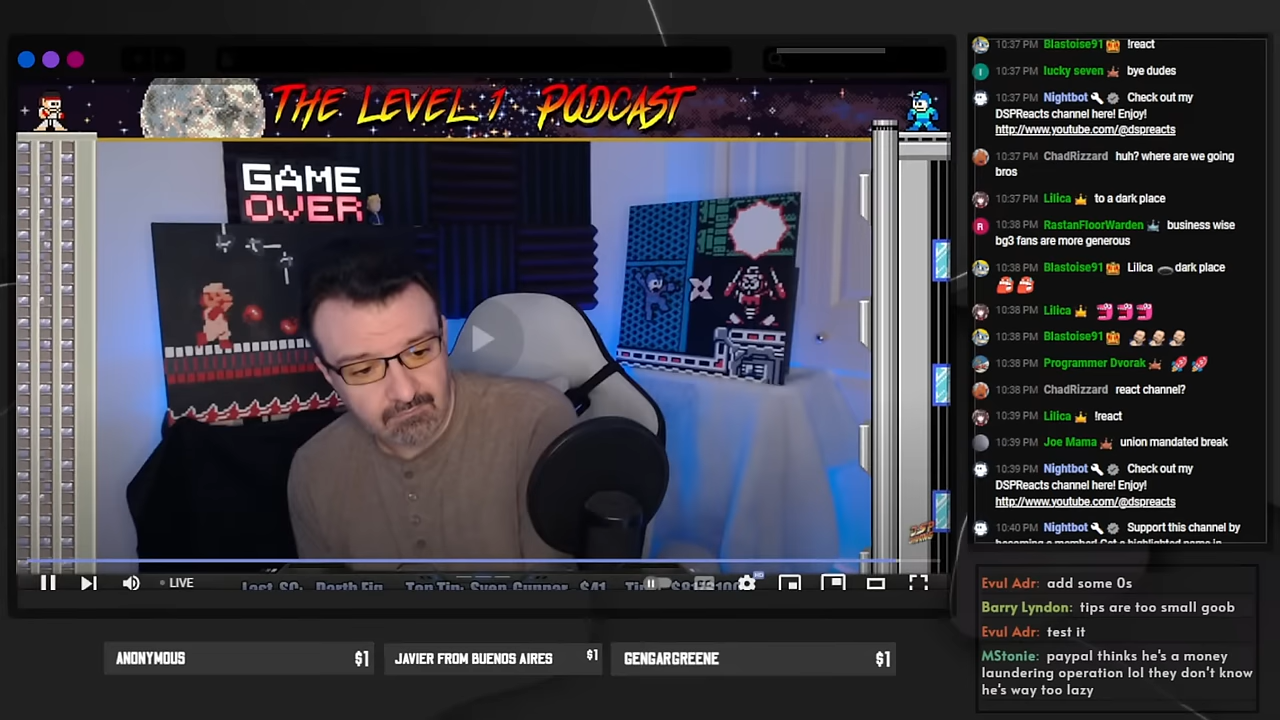 THE LEVEL 1 PODCAST
GAME
OVER
LIVE
HD
ANONYMOUS $1
JAVIER FROM BUENOS AIRES $1
GENGARGREENE $1
10:37 PM Blastoise91 !react
10:37 PM lucky seven bye dudes
10:37 PM Nightbot Check out my
DSPReacts channel here! Enjoy!
http://www.youtube.com/@dspreacts
10:37 PM ChadRizzard huh? where are we going
bros
10:37 PM Lilica to a dark place
R 10:38 PM RastanFloorWarden business wise
bg3 fans are more generous
10:38 PM Blastoise91 Lilica dark place
10:38 PM Lilica
10:38 PM Blastoise91
10:38 PM Programmer Dvorak
10:38 PM ChadRizzard react channel?
10:39 PM Lilica !react
10:39 PM Joe Mama union mandated break
10:39 PM Nightbot Check out my
DSPReacts channel here! Enjoy!
http://www.youtube.com/@dspreacts
10:40 PM Nightbot Support this channel by
becoming a member! Get a highlighted name in
Evul Adr: add some 0s
Barry Lyndon: tips are too small goob
Evul Adr: test it
MStonie: paypal thinks he's a money
laundering operation lol they don't know
he's way too lazy